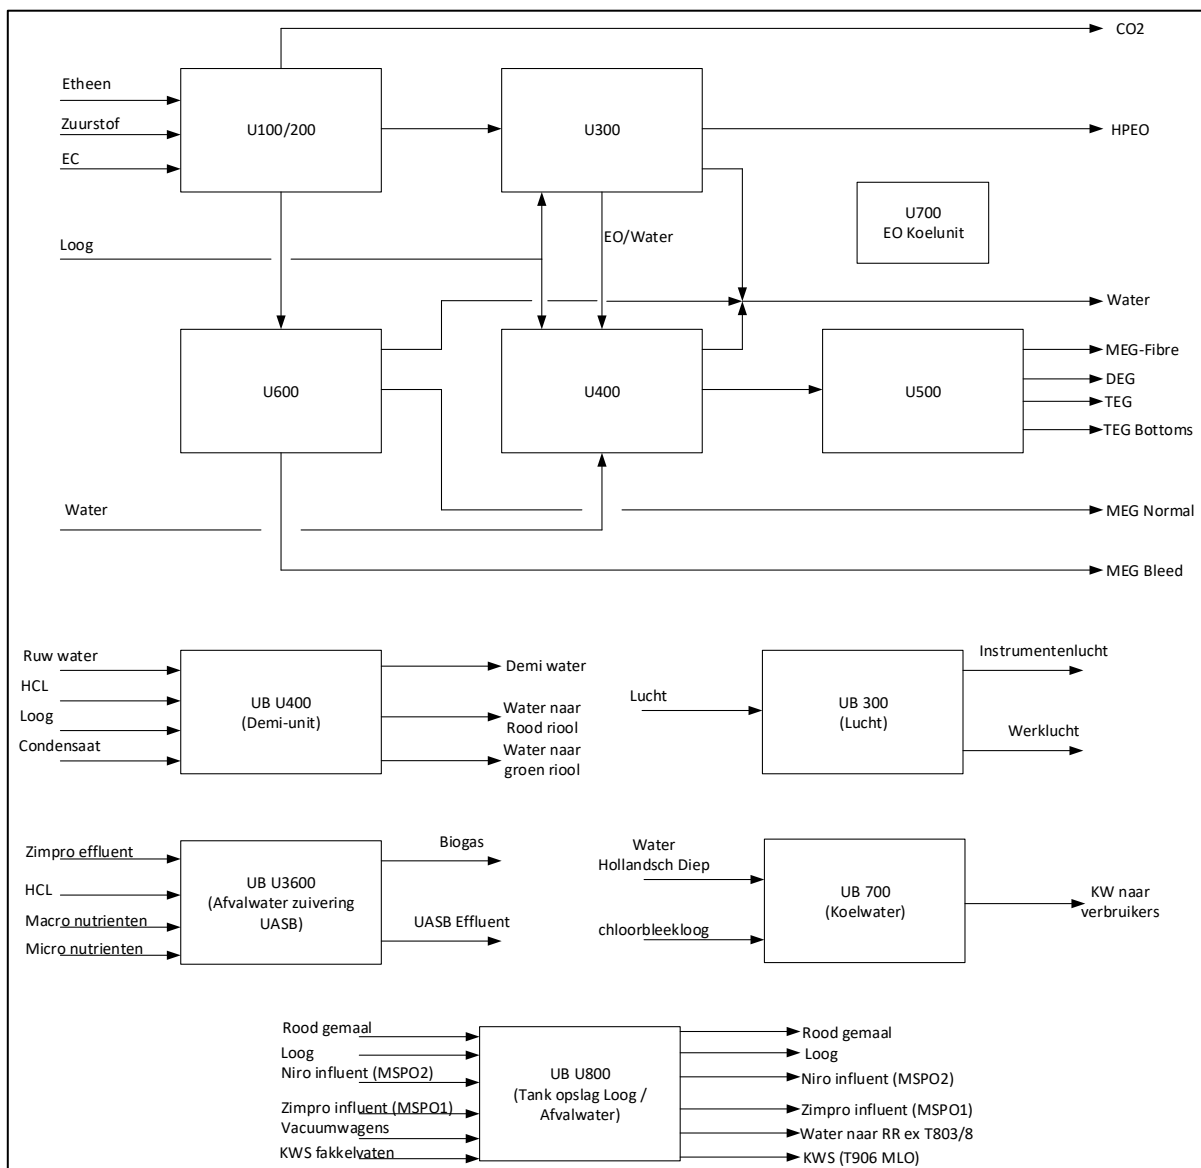 CO2
Etheen
Zuurstof
EC
U100/200
U300
HPEO
U700
EO Koelunit
Loog
EO/Water
Water
U600
U400
U500
MEG-Fibre
DEG
TEG
TEG Bottoms
Water
MEG Normal
MEG Bleed
Ruw water
HCL
Loog
Condensaat
UB U400
(Demi-unit)
Demi water
Water naar
Rood riool
Water naar
groen riool
Lucht
UB 300
(Lucht)
Instrumentenlucht
Werklucht
Zimpro effluent
HCL
Macro nutrienten
Micro nutrienten
UB U3600
(Afvalwater zuivering
UASB)
Biogas
UASB Effluent
Water
Hollandsch Diep
chloorbleekloog
UB 700
(Koelwater)
KW naar
verbruikers
Rood gemaal
Loog
Niro influent (MSPO2)
Zimpro influent (MSPO1)
Vacuumwagens
KWS fakkelvaten
UB U800
(Tank opslag Loog /
Afvalwater)
Rood gemaal
Loog
Niro influent (MSPO2)
Zimpro influent (MSPO1)
Water naar RR ex T803/8
KWS (T906 MLO)